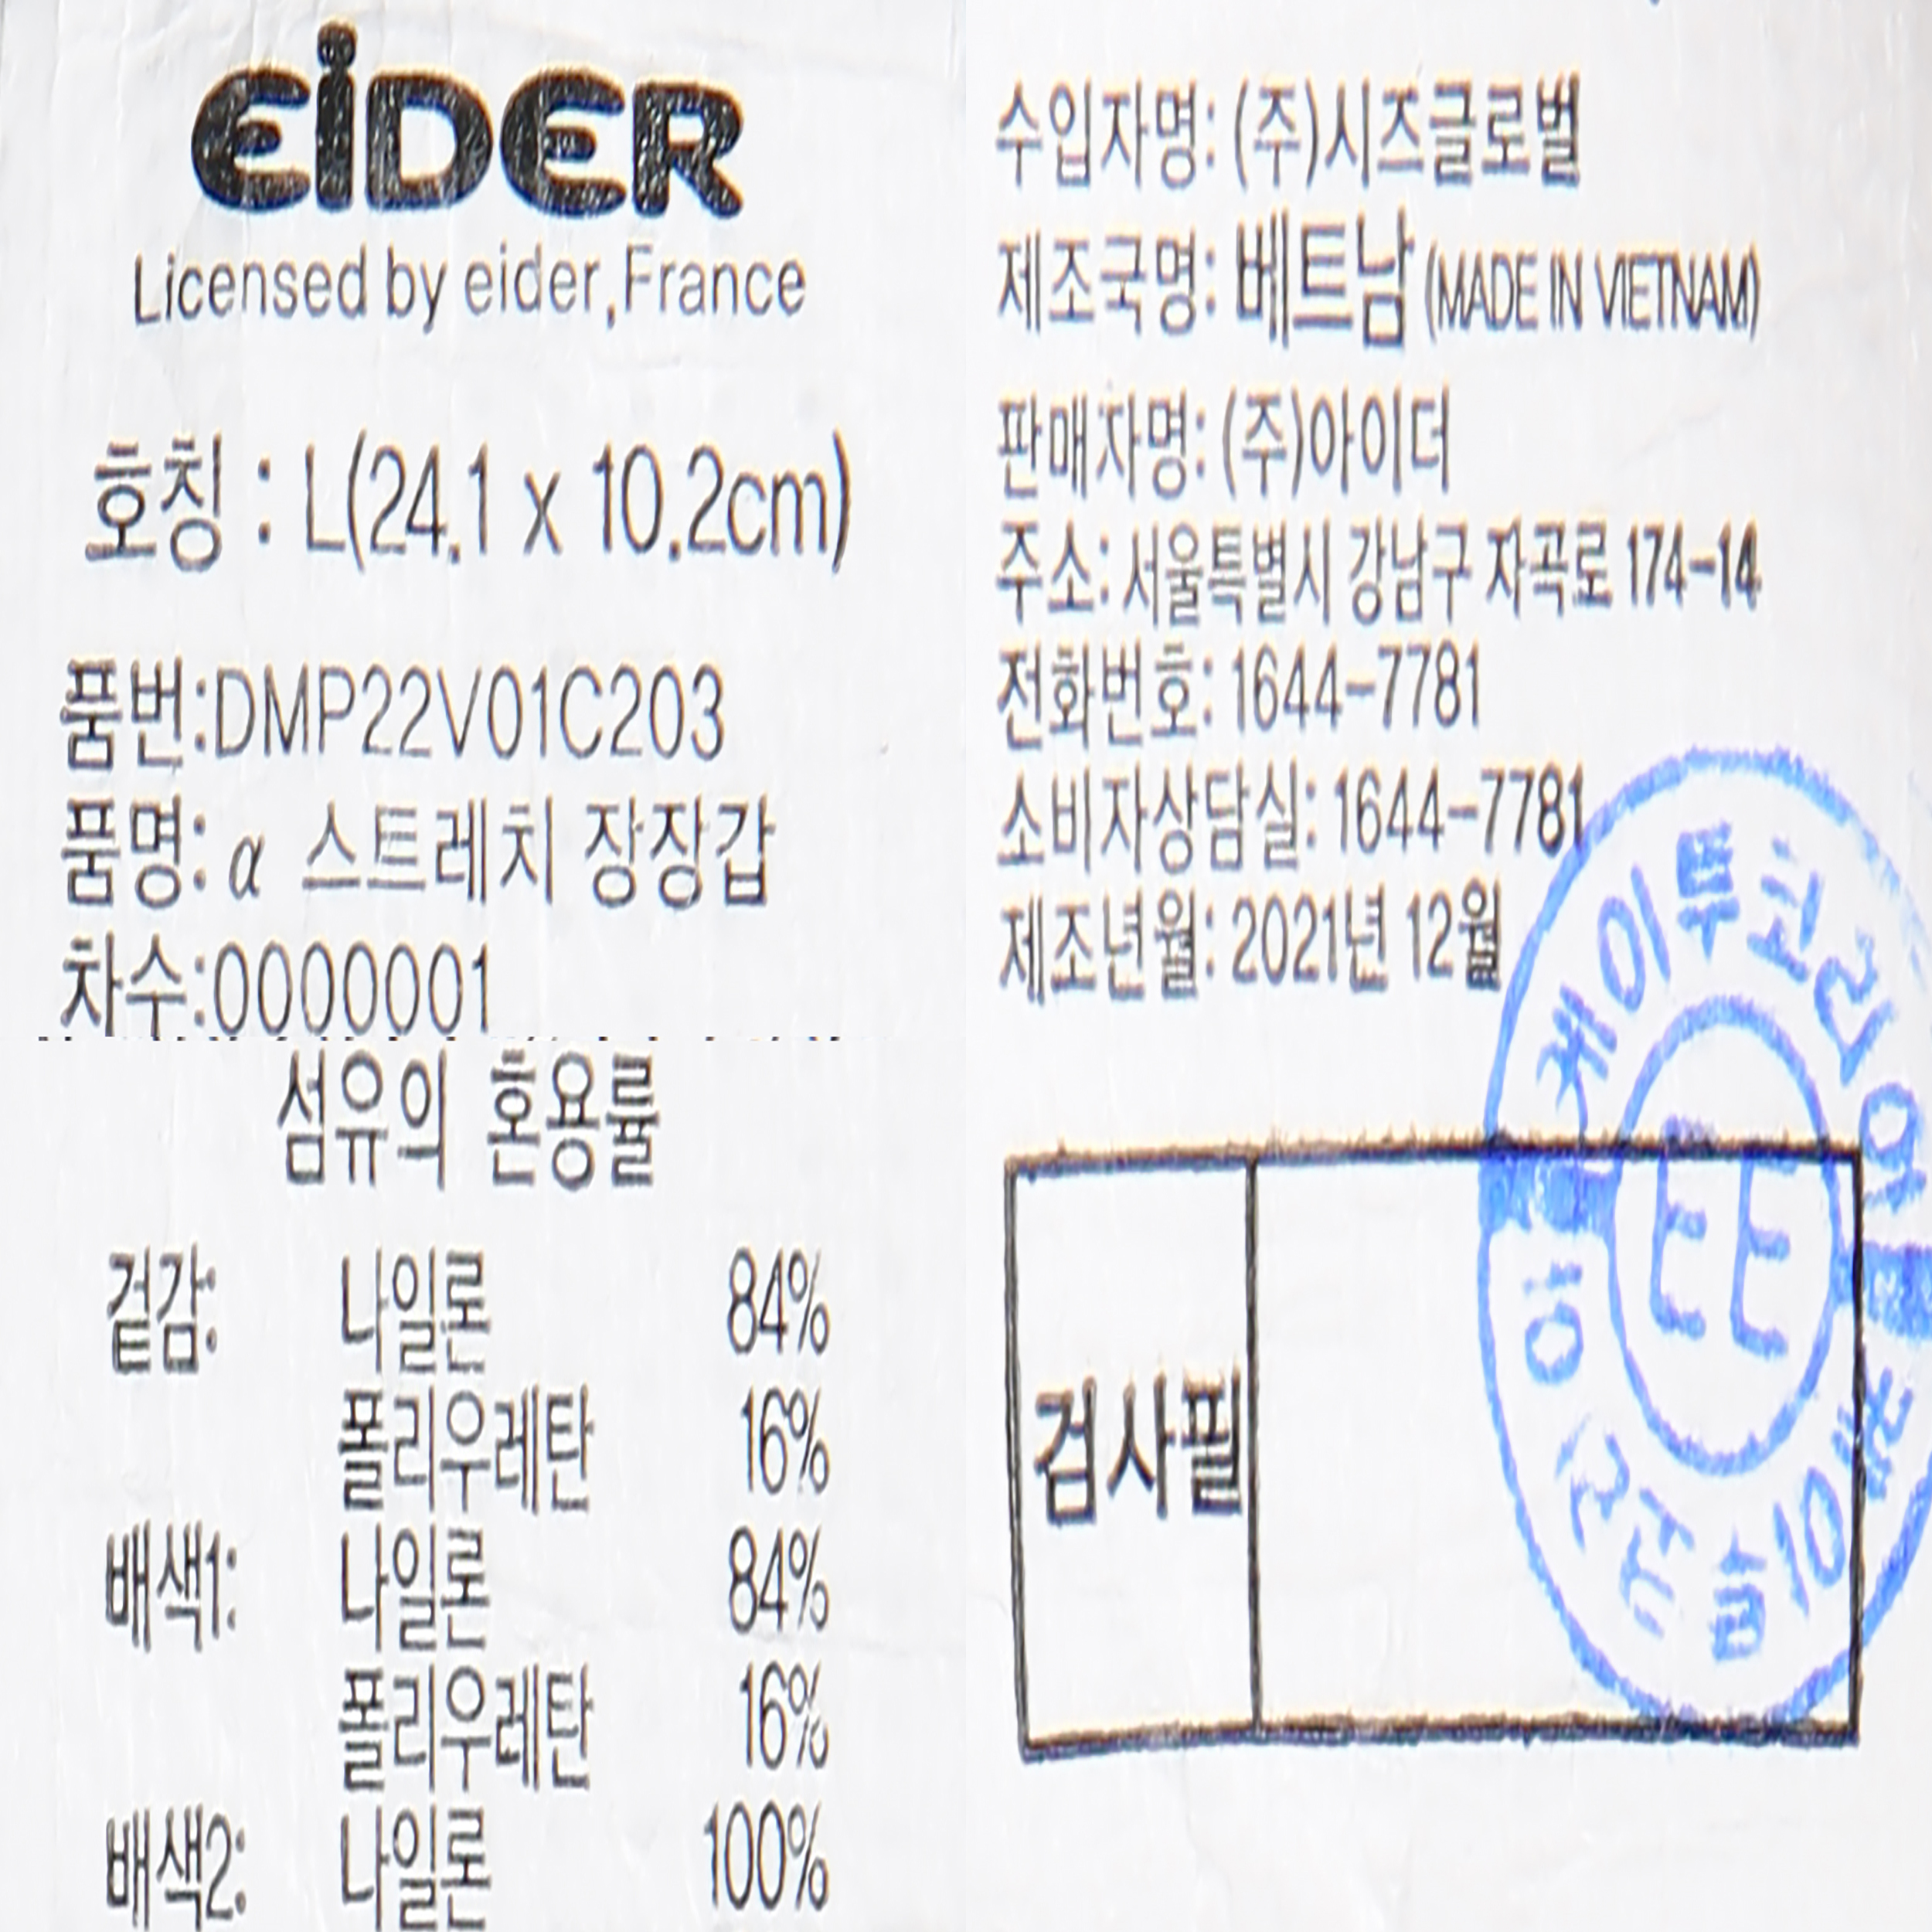 EiDER
Licensed by eider,France
호칭 : L(24.1 x 10.2cm)
품번:DMP22V01C203
품명: α 스트레치 장장갑
차수:0000001
섬유의 혼용률
겉감: 나일론 84%
폴리우레탄 16%
배색1: 나일론 84%
폴리우레탄 16%
배색2: 나일론 100%
수입자명: (주)시즈글로벌
제조국명: 베트남 (MADE IN VIETNAM)
판매자명: (주)아이더
주소: 서울특별시 강남구 자곡로 174-14
전화번호: 1644-7781
소비자상담실: 1644-7781
제조년월: 2021년 12월
검사필
케이투코리아